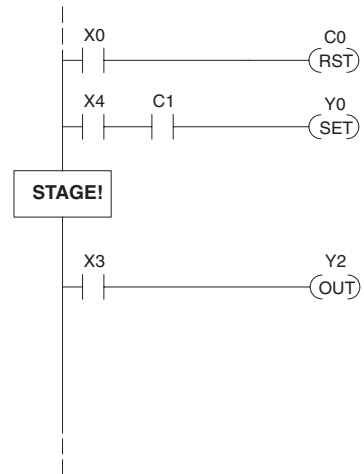 X0 C0
RST
X4 C1 Y0
SET
STAGE!
X3 Y2
OUT